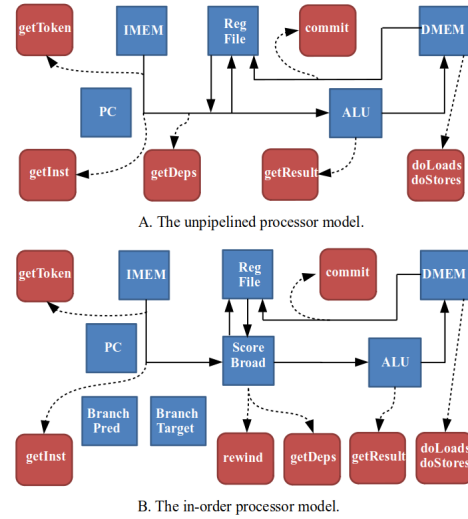 getToken
IMEM
Reg
File
commit
DMEM
PC
ALU
getInst
getDeps
getResult
doLoads
doStores
A. The unpipelined processor model.
getToken
IMEM
Reg
File
commit
DMEM
PC
Score
Broad
ALU
Branch
Pred
Branch
Target
getInst
rewind
getDeps
getResult
doLoads
doStores
B. The in-order processor model.